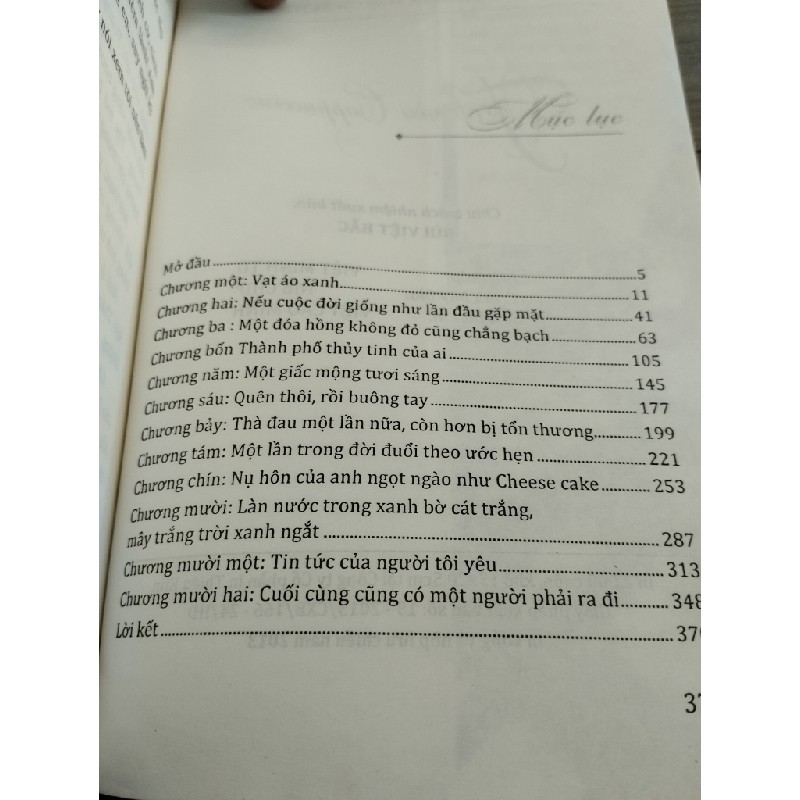 Mục lục
Mở đầu........5
Chương một: Vạt áo xanh........11
Chương hai: Nếu cuộc đời giống như lần đầu gặp mặt........41
Chương ba : Một đóa hồng không đỏ cũng chẳng bạch........63
Chương bốn Thành phố thủy tinh của ai........105
Chương năm: Một giấc mộng tươi sáng........145
Chương sáu: Quên thôi, rồi buông tay........177
Chương bảy: Thà đau một lần nữa, còn hơn bị tổn thương........199
Chương tám: Một lần trong đời đuổi theo ước hẹn........221
Chương chín: Nụ hôn của anh ngọt ngào như Cheese cake........253
Chương mười: Làn nước trong xanh bờ cát trắng,
mây trắng trời xanh ngắt........287
Chương mười một: Tin tức của người tôi yêu........313
Chương mười hai: Cuối cùng cũng có một người phải ra đi........348
Lời kết........